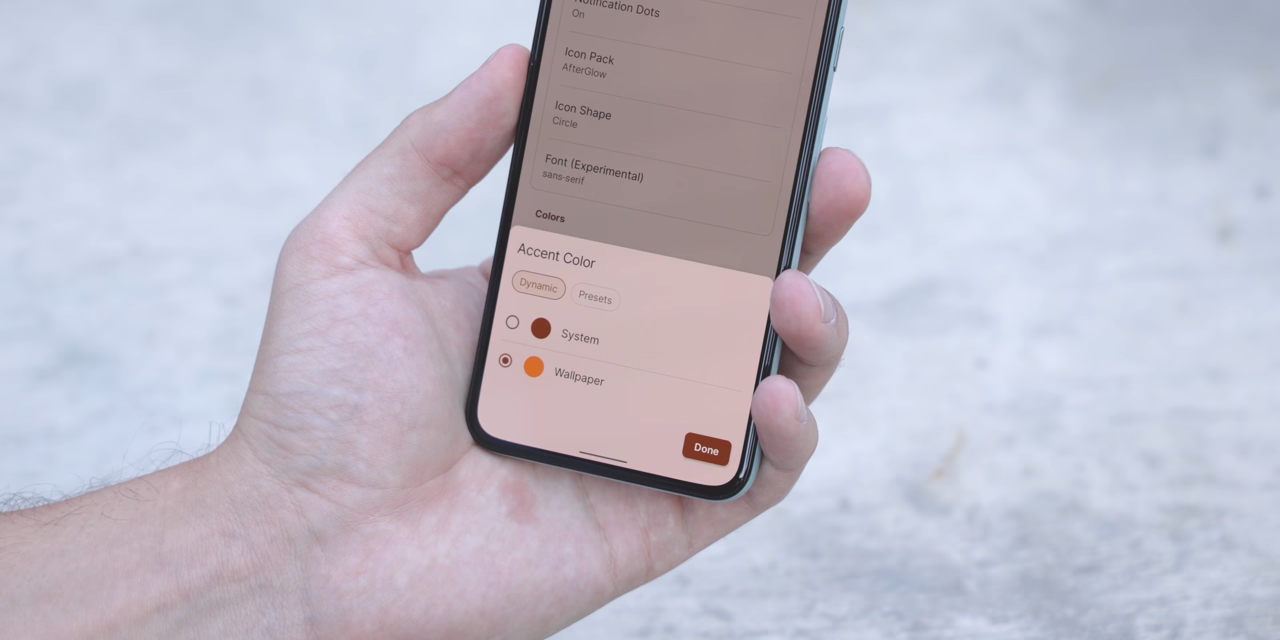 Notification Dots
On
Icon Pack
AfterGlow
Icon Shape
Circle
Font (Experimental)
sans-serif
Colors
Accent Color
Dynamic
Presets
System
Wallpaper
Done